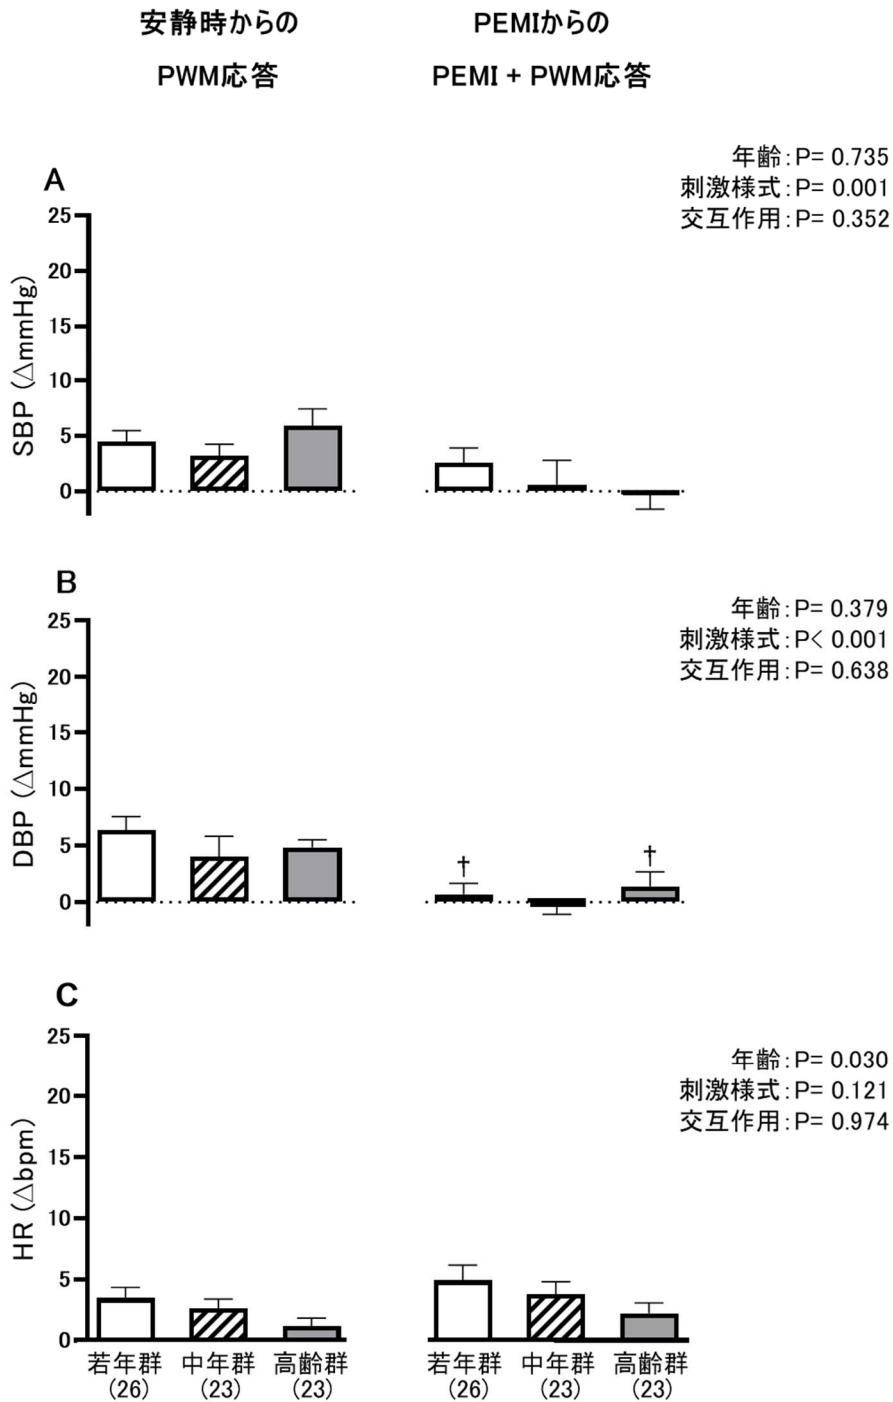 安静時からの
PWM応答
PEMIからの
PEMI + PWM応答
年齢:P= 0.735
刺激様式:P= 0.001
交互作用:P= 0.352
A
25
20
15
10
5
0
SBP (△mmHg)
年齢:P= 0.379
刺激様式:P< 0.001
交互作用:P= 0.638
B
25
20
15
10
5
0
DBP (△mmHg)
†
†
年齢:P= 0.030
刺激様式:P= 0.121
交互作用:P= 0.974
C
25
20
15
10
5
0
HR (△bpm)
若年群 中年群 高齢群 若年群 中年群 高齢群
(26) (23) (23) (26) (23) (23)